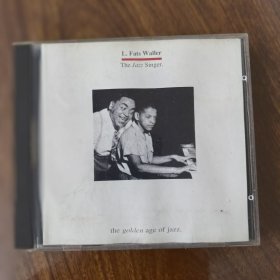 L. Fats Waller
The Jazz Singer.
the golden age of jazz.